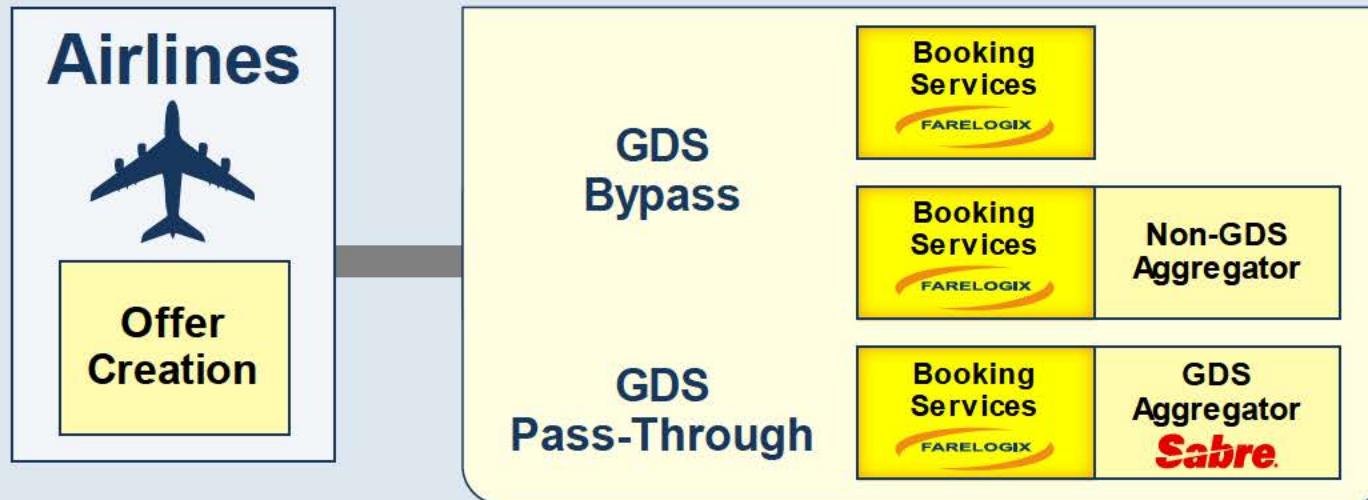 Airlines
Offer
Creation
GDS
Bypass
Booking
Services
FARELOGIX
Booking
Services
FARELOGIX
Non-GDS
Aggregator
GDS
Pass-Through
Booking
Services
FARELOGIX
GDS
Aggregator
Sabre.